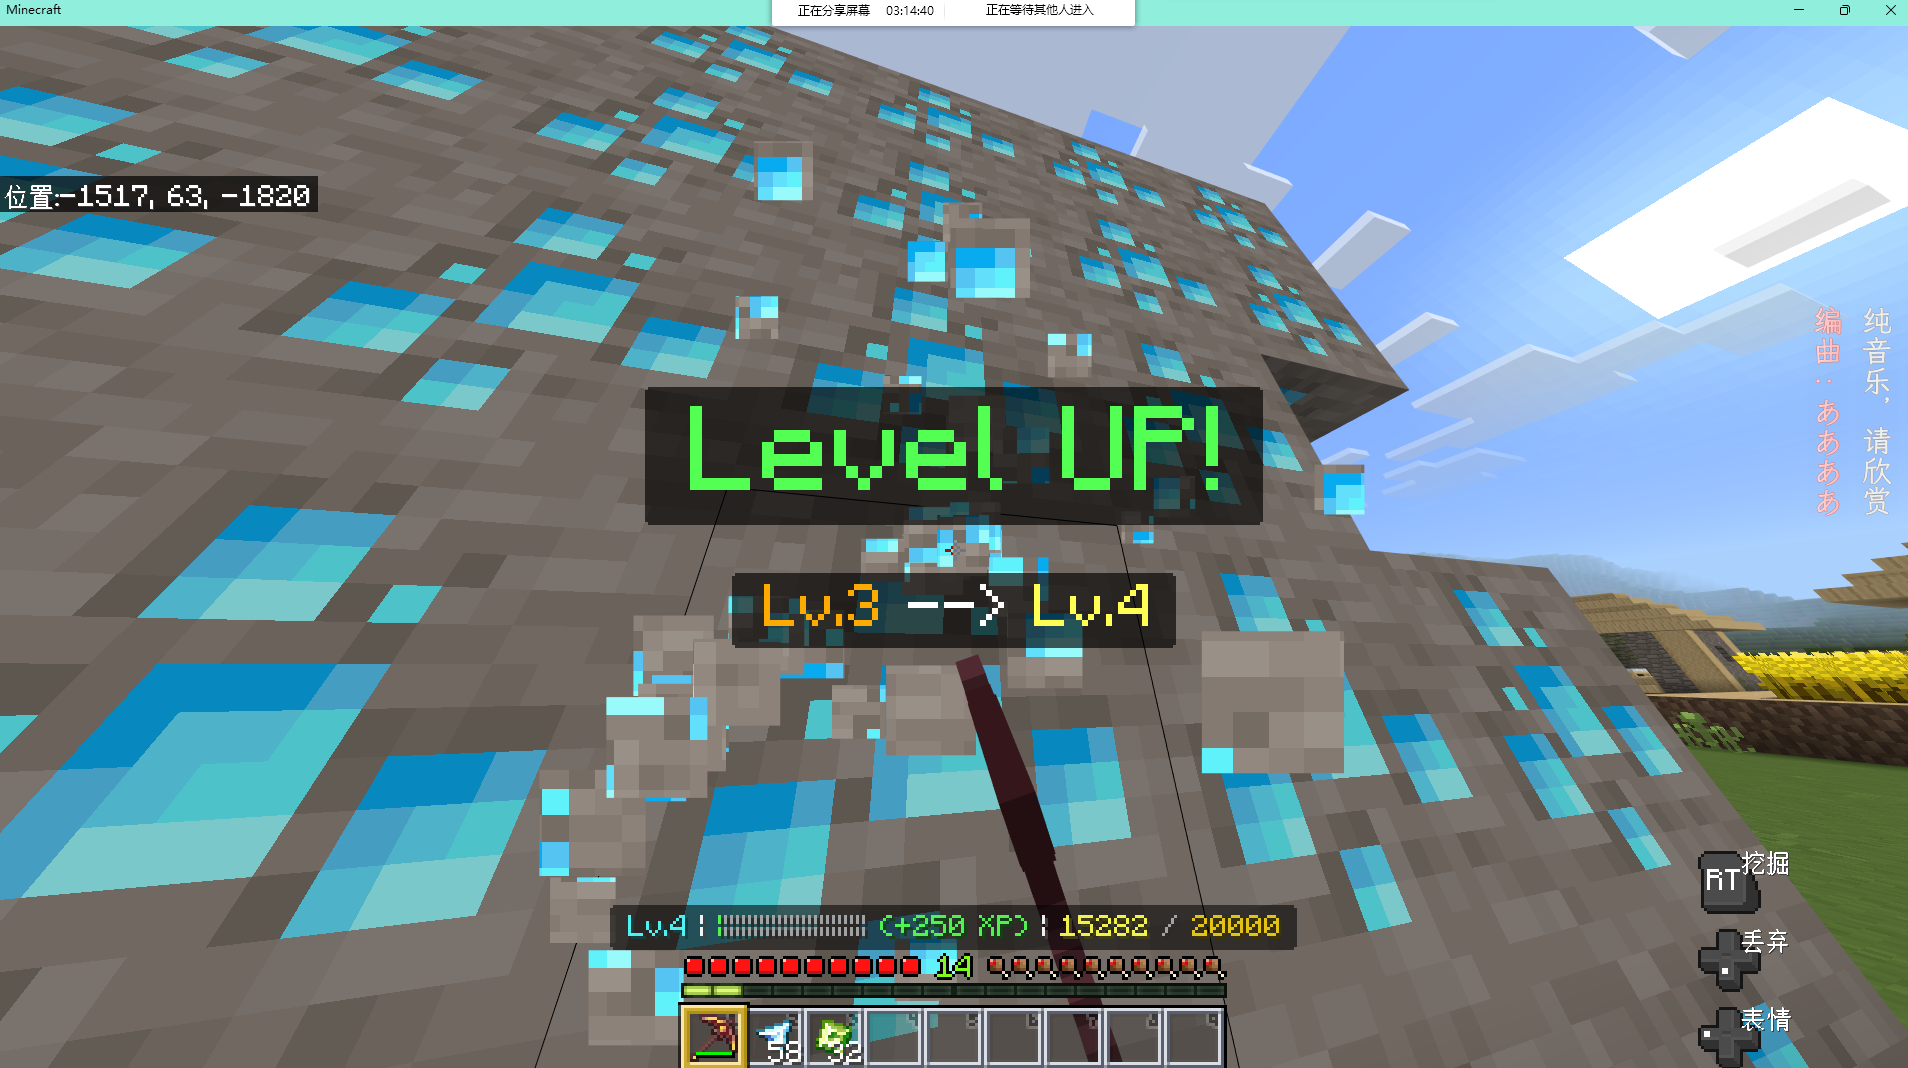 Minecraft
正在分享屏幕 03:14:40 正在等待其他人进入
位置:-1517, 63, -1820
纯音乐,请欣赏
编曲:ああああ
Level UP!
Lv.3 --> Lv.4
Lv.4 | (+250 XP) | 15282 / 20000
14
58
RT 挖掘
丢弃
表情